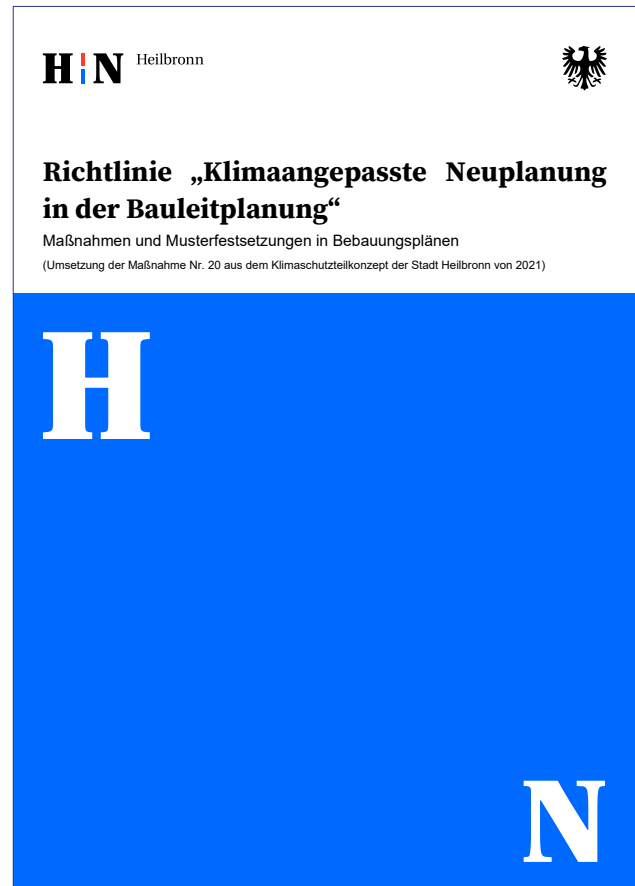 HN Heilbronn
Richtlinie „Klimaangepasste Neuplanung
in der Bauleitplanung“
Maßnahmen und Musterfestsetzungen in Bebauungsplänen
(Umsetzung der Maßnahme Nr. 20 aus dem Klimaschutzteilkonzept der Stadt Heilbronn von 2021)
H
N